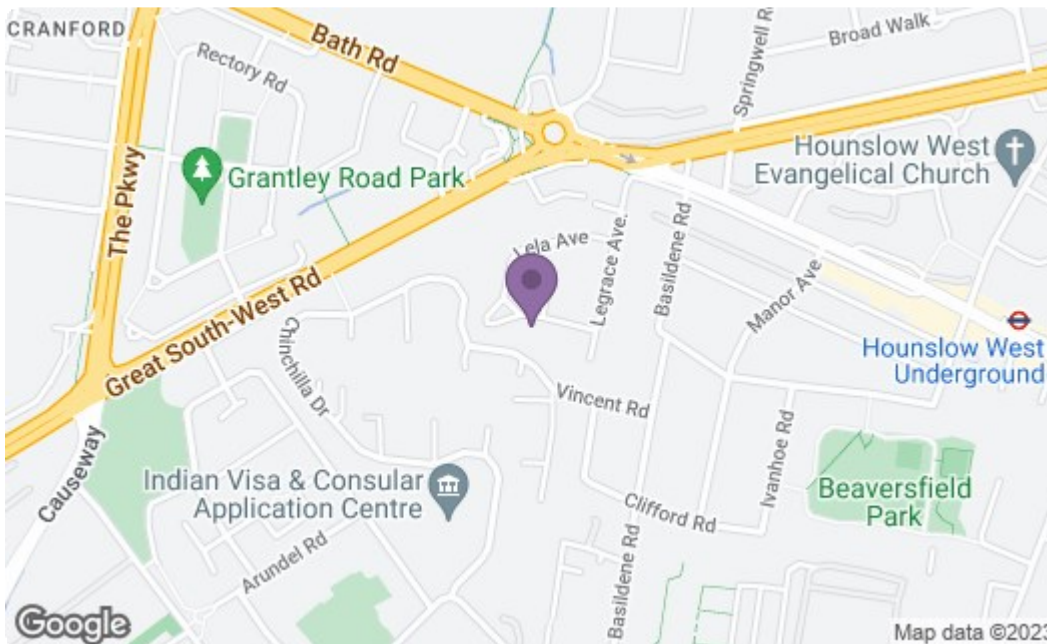 CRANFORD
Bath Rd
Rectory Rd
Broad Walk
Springwell R
Hounslow West
Evangelical Church
The Pkwy
Grantley Road Park
Lela Ave
Legrace Ave.
Basildene Rd
Manor Ave
Great South-West Rd
Chinchilla Dr
Hounslow West
Underground
Vincent Rd
Causeway
Indian Visa & Consular
Application Centre
Ivanhoe Rd
Beaversfield
Park
Clifford Rd
Arundel Rd
Basildene Rd
Google
Map data ©2023